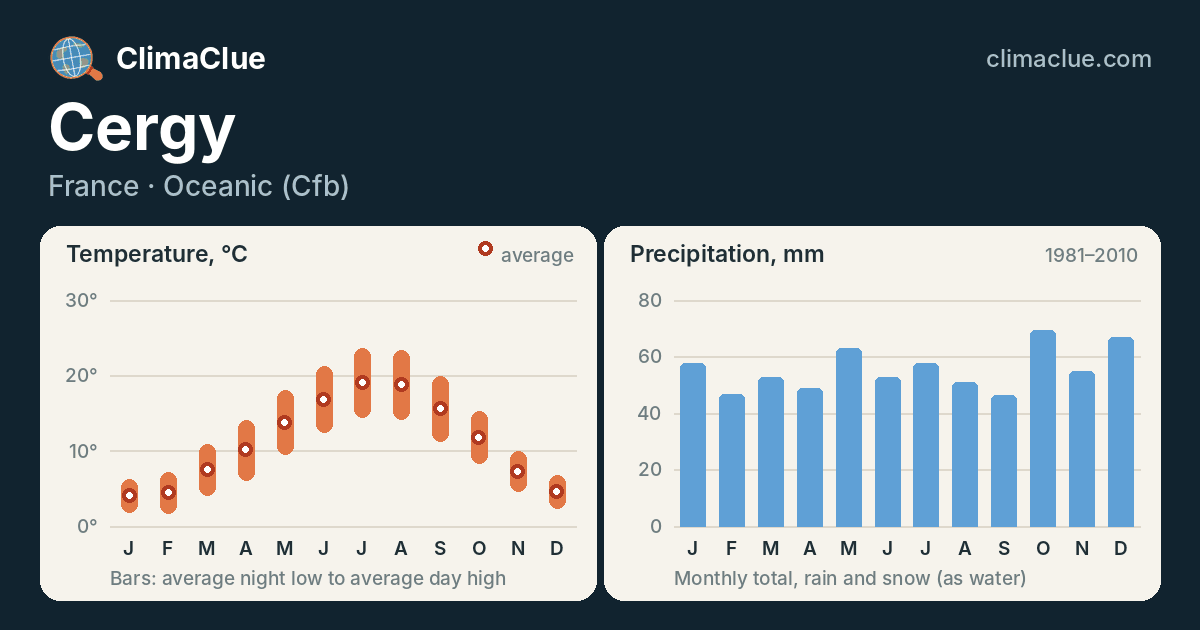 ClimaClue
climaclue.com
Cergy
France · Oceanic (Cfb)
Temperature, °C
average
30°
20°
10°
0°
J F M A M J J A S O N D
Bars: average night low to average day high
Precipitation, mm
1981–2010
80
60
40
20
0
J F M A M J J A S O N D
Monthly total, rain and snow (as water)